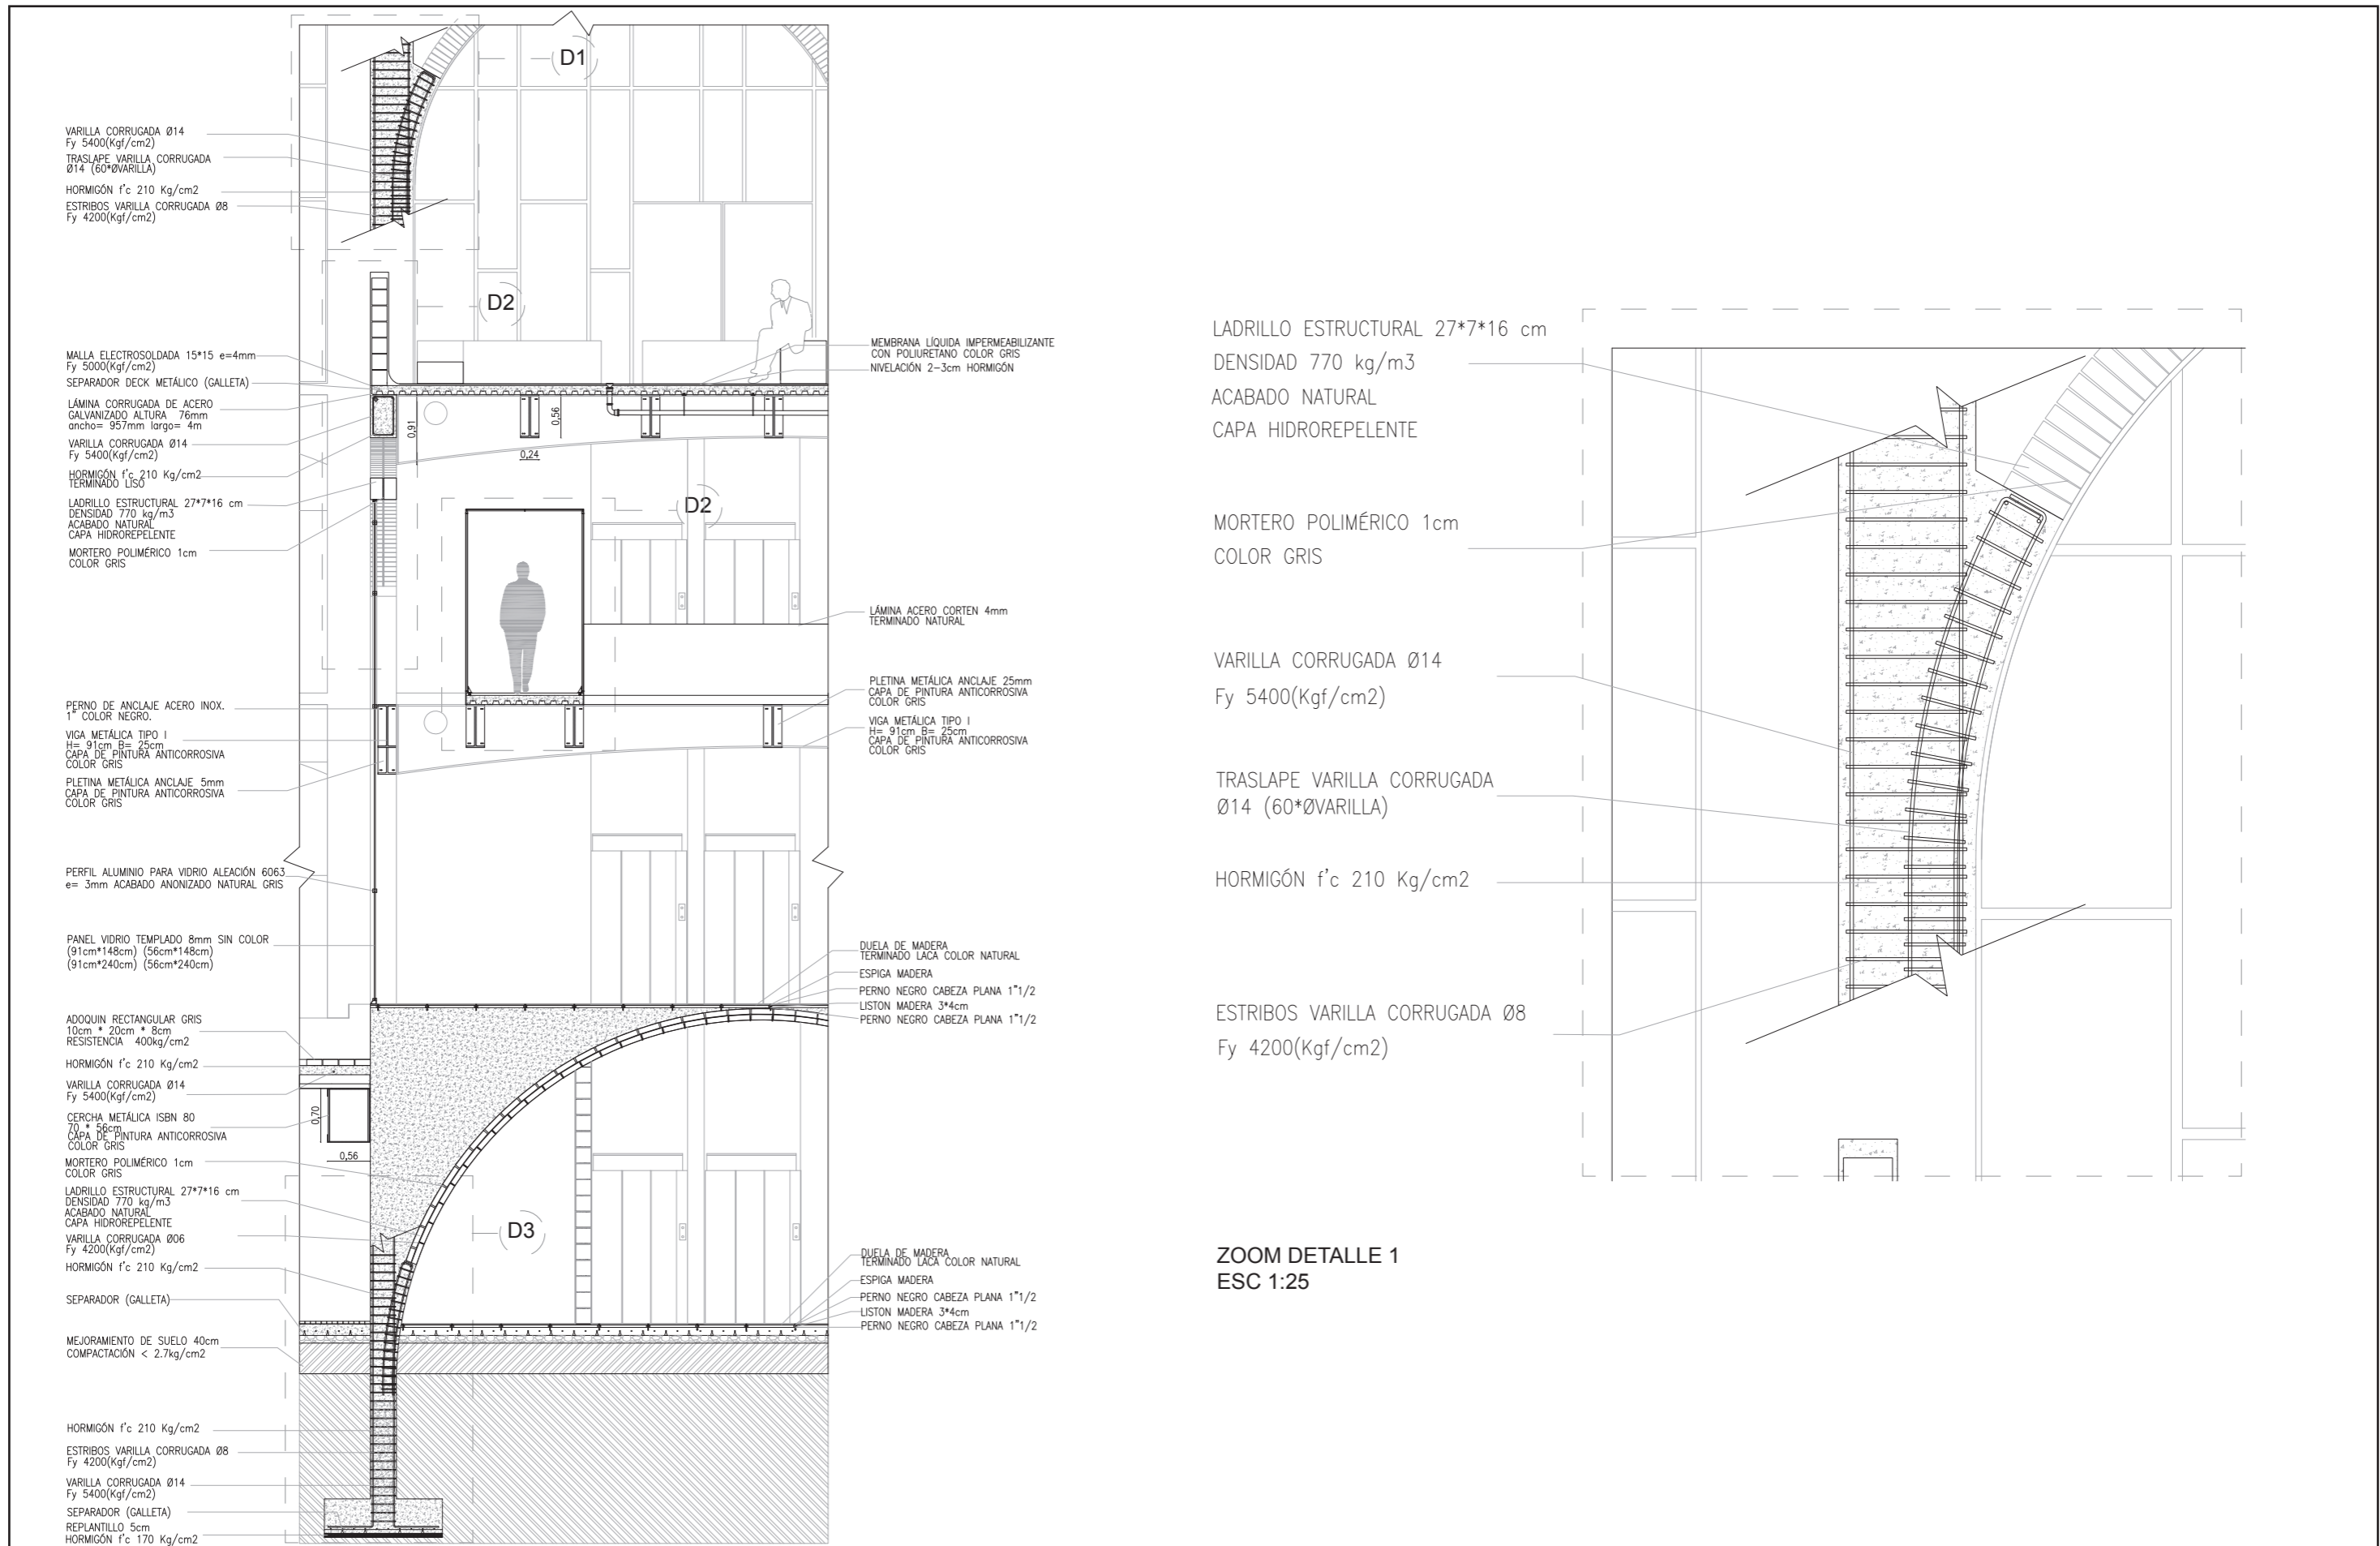 D1
VARILLA CORRUGADA Ø14
Fy 5400(Kgf/cm2)
TRASLAPE VARILLA CORRUGADA
Ø14 (60*ØVARILLA)
HORMIGÓN f'c 210 Kg/cm2
ESTRIBOS VARILLA CORRUGADA Ø8
Fy 4200(Kgf/cm2)
D2
MALLA ELECTROSOLDADA 15*15 e=4mm
Fy 5000(Kgf/cm2)
SEPARADOR DECK METÁLICO (GALLETA)
LÁMINA CORRUGADA DE ACERO
GALVANIZADO ALTURA 76mm
ancho= 957mm largo= 4m
VARILLA CORRUGADA Ø14
Fy 5400(Kgf/cm2)
HORMIGÓN f'c 210 Kg/cm2
TERMINADO LISO
LADRILLO ESTRUCTURAL 27*7*16 cm
DENSIDAD 770 kg/m3
ACABADO NATURAL
CAPA HIDROREPELENTE
MORTERO POLIMÉRICO 1cm
COLOR GRIS
0,91
0,56
0,24
D2
PERNO DE ANCLAJE ACERO INOX.
1" COLOR NEGRO.
VIGA METÁLICA TIPO I
H= 91cm B= 25cm
CAPA DE PINTURA ANTICORROSIVA
COLOR GRIS
PLETINA METÁLICA ANCLAJE 5mm
CAPA DE PINTURA ANTICORROSIVA
COLOR GRIS
PERFIL ALUMINIO PARA VIDRIO ALEACIÓN 6063
e= 3mm ACABADO ANONIZADO NATURAL GRIS
PANEL VIDRIO TEMPLADO 8mm SIN COLOR
(91cm*148cm) (56cm*148cm)
(91cm*240cm) (56cm*240cm)
ADOQUIN RECTANGULAR GRIS
10cm * 20cm * 8cm
RESISTENCIA 400kg/cm2
HORMIGÓN f'c 210 Kg/cm2
VARILLA CORRUGADA Ø14
Fy 5400(Kgf/cm2)
CERCHA METÁLICA ISBN 80
70 * 56cm
CAPA DE PINTURA ANTICORROSIVA
COLOR GRIS
0,70
0,56
MORTERO POLIMÉRICO 1cm
COLOR GRIS
LADRILLO ESTRUCTURAL 27*7*16 cm
DENSIDAD 770 kg/m3
ACABADO NATURAL
CAPA HIDROREPELENTE
VARILLA CORRUGADA Ø06
Fy 4200(Kgf/cm2)
HORMIGÓN f'c 210 Kg/cm2
D3
SEPARADOR (GALLETA)
MEJORAMIENTO DE SUELO 40cm
COMPACTACIÓN < 2.7kg/cm2
HORMIGÓN f'c 210 Kg/cm2
ESTRIBOS VARILLA CORRUGADA Ø8
Fy 4200(Kgf/cm2)
VARILLA CORRUGADA Ø14
Fy 5400(Kgf/cm2)
SEPARADOR (GALLETA)
REPLANTILLO 5cm
HORMIGÓN f'c 170 Kg/cm2
MEMBRANA LÍQUIDA IMPERMEABILIZANTE
CON POLIURETANO COLOR GRIS
NIVELACIÓN 2-3cm HORMIGÓN
LÁMINA ACERO CORTEN 4mm
TERMINADO NATURAL
PLETINA METÁLICA ANCLAJE 25mm
CAPA DE PINTURA ANTICORROSIVA
COLOR GRIS
VIGA METÁLICA TIPO I
H= 91cm B= 25cm
CAPA DE PINTURA ANTICORROSIVA
COLOR GRIS
DUELA DE MADERA
TERMINADO LACA COLOR NATURAL
ESPIGA MADERA
PERNO NEGRO CABEZA PLANA 1"1/2
LISTON MADERA 3*4cm
PERNO NEGRO CABEZA PLANA 1"1/2
DUELA DE MADERA
TERMINADO LACA COLOR NATURAL
ESPIGA MADERA
PERNO NEGRO CABEZA PLANA 1"1/2
LISTON MADERA 3*4cm
PERNO NEGRO CABEZA PLANA 1"1/2
LADRILLO ESTRUCTURAL 27*7*16 cm
DENSIDAD 770 kg/m3
ACABADO NATURAL
CAPA HIDROREPELENTE
MORTERO POLIMÉRICO 1cm
COLOR GRIS
VARILLA CORRUGADA Ø14
Fy 5400(Kgf/cm2)
TRASLAPE VARILLA CORRUGADA
Ø14 (60*ØVARILLA)
HORMIGÓN f'c 210 Kg/cm2
ESTRIBOS VARILLA CORRUGADA Ø8
Fy 4200(Kgf/cm2)
ZOOM DETALLE 1
ESC 1:25